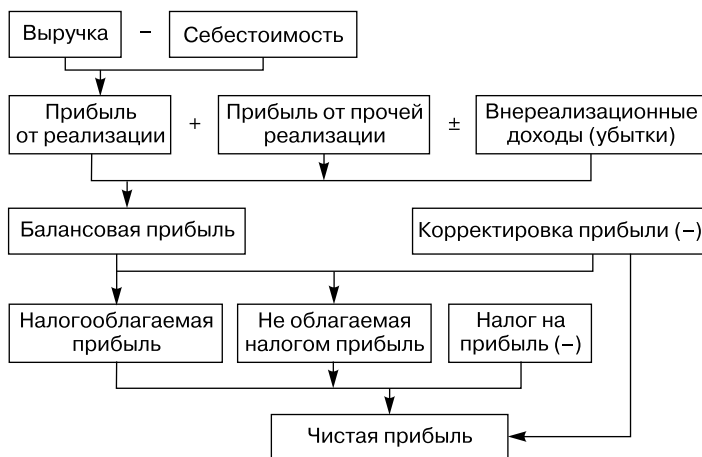 Выручка – Себестоимость
Прибыль от реализации + Прибыль от прочей реализации ± Внереализационные доходы (убытки)
Балансовая прибыль
Корректировка прибыли (–)
Налогооблагаемая прибыль
Не облагаемая налогом прибыль
Налог на прибыль (–)
Чистая прибыль